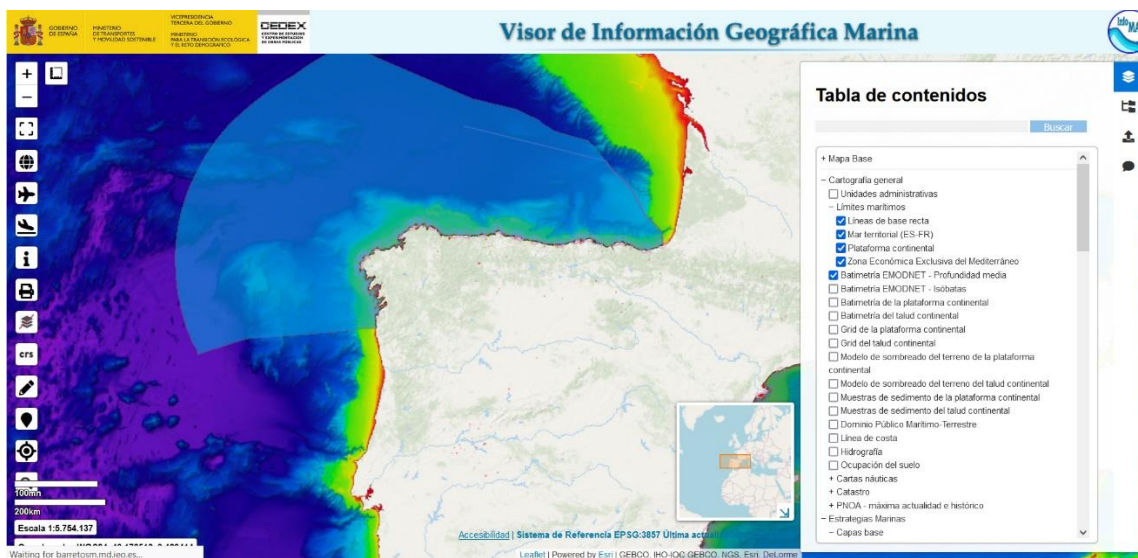 GOBIERNO
DE ESPAÑA
MINISTERIO
DE TRANSPORTES
Y MOVILIDAD SOSTENIBLE
VICEPRESIDENCIA
TERCERA DEL GOBIERNO
MINISTERIO
PARA LA TRANSICIÓN ECOLÓGICA
Y EL RETO DEMOGRÁFICO
CEDEX
CENTRO DE ESTUDIOS
Y EXPERIMENTACIÓN
DE OBRAS PÚBLICAS
Visor de Información Geográfica Marina
Tabla de contenidos
Buscar
+ Mapa Base
− Cartografía general
Unidades administrativas
− Límites marítimos
Líneas de base recta
Mar territorial (ES-FR)
Plataforma continental
Zona Económica Exclusiva del Mediterráneo
Batimetría EMODNET - Profundidad media
Batimetría EMODNET - Isóbatas
Batimetría de la plataforma continental
Batimetría del talud continental
Grid de la plataforma continental
Grid del talud continental
Modelo de sombreado del terreno de la plataforma
continental
Modelo de sombreado del terreno del talud continental
Muestras de sedimento de la plataforma continental
Muestras de sedimento del talud continental
Dominio Público Marítimo-Terrestre
Línea de costa
Hidrografía
Ocupación del suelo
+ Cartas náuticas
+ Catastro
+ PNOA - máxima actualidad e histórico
− Estrategias Marinas
− Capas base
+
−
crs
100mn
200km
Escala 1:5.754.137
Waiting for barretosm.md.ieo.es...
Accesibilidad | Sistema de Referencia EPSG:3857 Última
Leaflet | Powered by Esri | GEBCO, IHO-IOC GEBCO, NGS, Esri, DeLorme